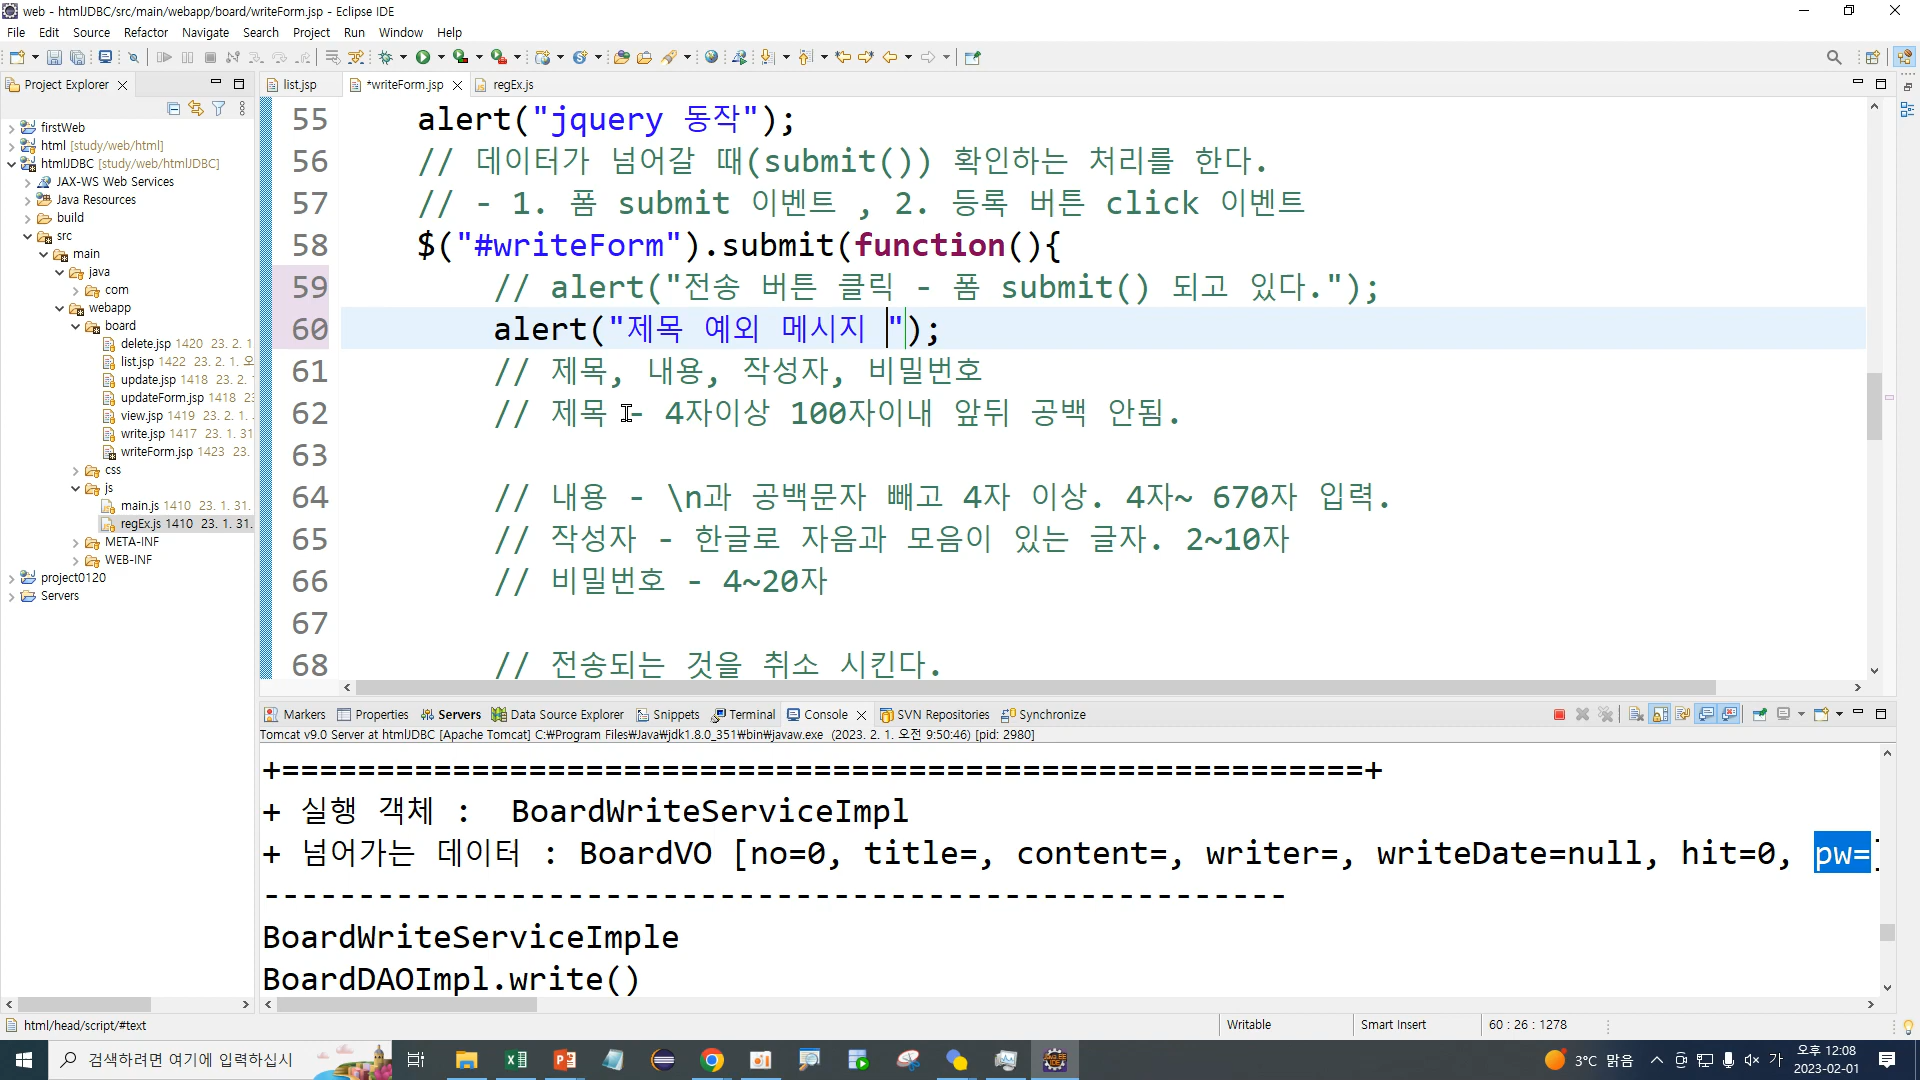 web - htmlJDBC/src/main/webapp/board/writeForm.jsp - Eclipse IDE
File Edit Source Refactor Navigate Search Project Run Window Help
Project Explorer
list.jsp
*writeForm.jsp
regEx.js
firstWeb
html [study/web/html]
htmlJDBC [study/web/htmlJDBC]
JAX-WS Web Services
Java Resources
build
src
main
java
com
webapp
board
delete.jsp 1420 23. 2. 1
list.jsp 1422 23. 2. 1. 오
update.jsp 1418 23. 2.
updateForm.jsp 1418 23
view.jsp 1419 23. 2. 1.
write.jsp 1417 23. 1. 31
writeForm.jsp 1423 23.
css
js
main.js 1410 23. 1. 31.
regEx.js 1410 23. 1. 31.
META-INF
WEB-INF
project0120
Servers
55 alert("jquery 동작");
56 // 데이터가 넘어갈 때(submit()) 확인하는 처리를 한다.
57 // - 1. 폼 submit 이벤트 , 2. 등록 버튼 click 이벤트
58 $("#writeForm").submit(function(){
59 // alert("전송 버튼 클릭 - 폼 submit() 되고 있다.");
60 alert("제목 예외 메시지 ");
61 // 제목, 내용, 작성자, 비밀번호
62 // 제목 - 4자이상 100자이내 앞뒤 공백 안됨.
63
64 // 내용 - \n과 공백문자 빼고 4자 이상. 4자~ 670자 입력.
65 // 작성자 - 한글로 자음과 모음이 있는 글자. 2~10자
66 // 비밀번호 - 4~20자
67
68 // 전송되는 것을 취소 시킨다.
Markers Properties Servers Data Source Explorer Snippets Terminal Console SVN Repositories Synchronize
Tomcat v9.0 Server at htmlJDBC [Apache Tomcat] C:₩Program Files₩Java₩jdk1.8.0_351₩bin₩javaw.exe (2023. 2. 1. 오전 9:50:46) [pid: 2980]
+=========================================================+
+ 실행 객체 : BoardWriteServiceImpl
+ 넘어가는 데이터 : BoardVO [no=0, title=, content=, writer=, writeDate=null, hit=0, pw=]
------------------------------------------------------
BoardWriteServiceImple
BoardDAOImpl.write()
html/head/script/#text
Writable
Smart Insert
60 : 26 : 1278
검색하려면 여기에 입력하십시
3°C 맑음
가
오후 12:08
2023-02-01